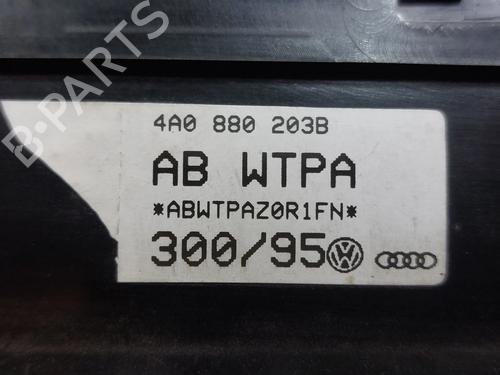 4A0 880 203B
AB WTPA
*ABWTPAZ0R1FN*
300/95
B-PARTS